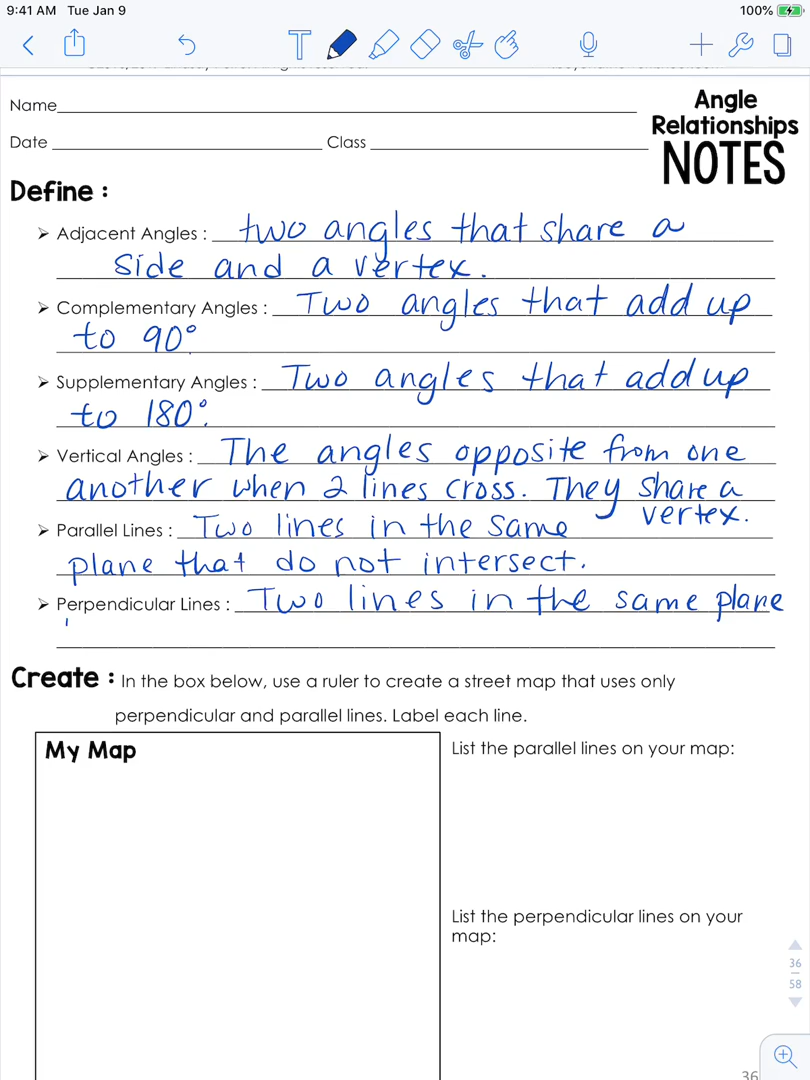 9:41 AM Tue Jan 9 100%
T
Name
Angle
Relationships
NOTES
Date Class
Define :
➤ Adjacent Angles : two angles that share a
side and a vertex.
➤ Complementary Angles : Two angles that add up
to 90°
➤ Supplementary Angles : Two angles that add up
to 180°.
➤ Vertical Angles : The angles opposite from one
another when 2 lines cross. They share a
vertex.
➤ Parallel Lines : Two lines in the same
plane that do not intersect.
➤ Perpendicular Lines : Two lines in the same plane
Create : In the box below, use a ruler to create a street map that uses only
perpendicular and parallel lines. Label each line.
My Map
List the parallel lines on your map:
List the perpendicular lines on your
map:
36
58
36